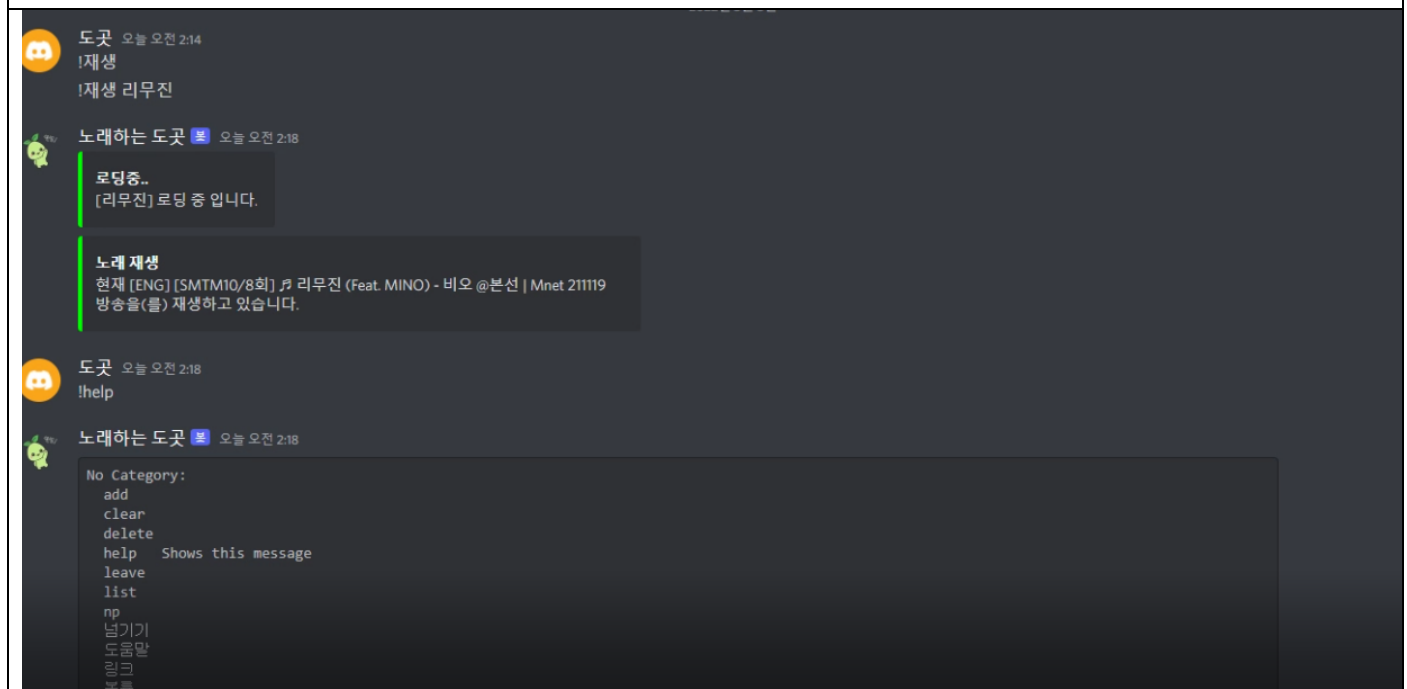 도곳 오늘 오전 2:14
!재생
!재생 리무진
노래하는 도곳 봇 오늘 오전 2:18
로딩중..
[리무진] 로딩 중 입니다.
노래 재생
현재 [ENG] [SMTM10/8회] ♬ 리무진 (Feat. MINO) - 비오 @본선 | Mnet 211119
방송을(를) 재생하고 있습니다.
도곳 오늘 오전 2:18
!help
노래하는 도곳 봇 오늘 오전 2:18
No Category:
add
clear
delete
help Shows this message
leave
list
np
넘기기
도움말
링크